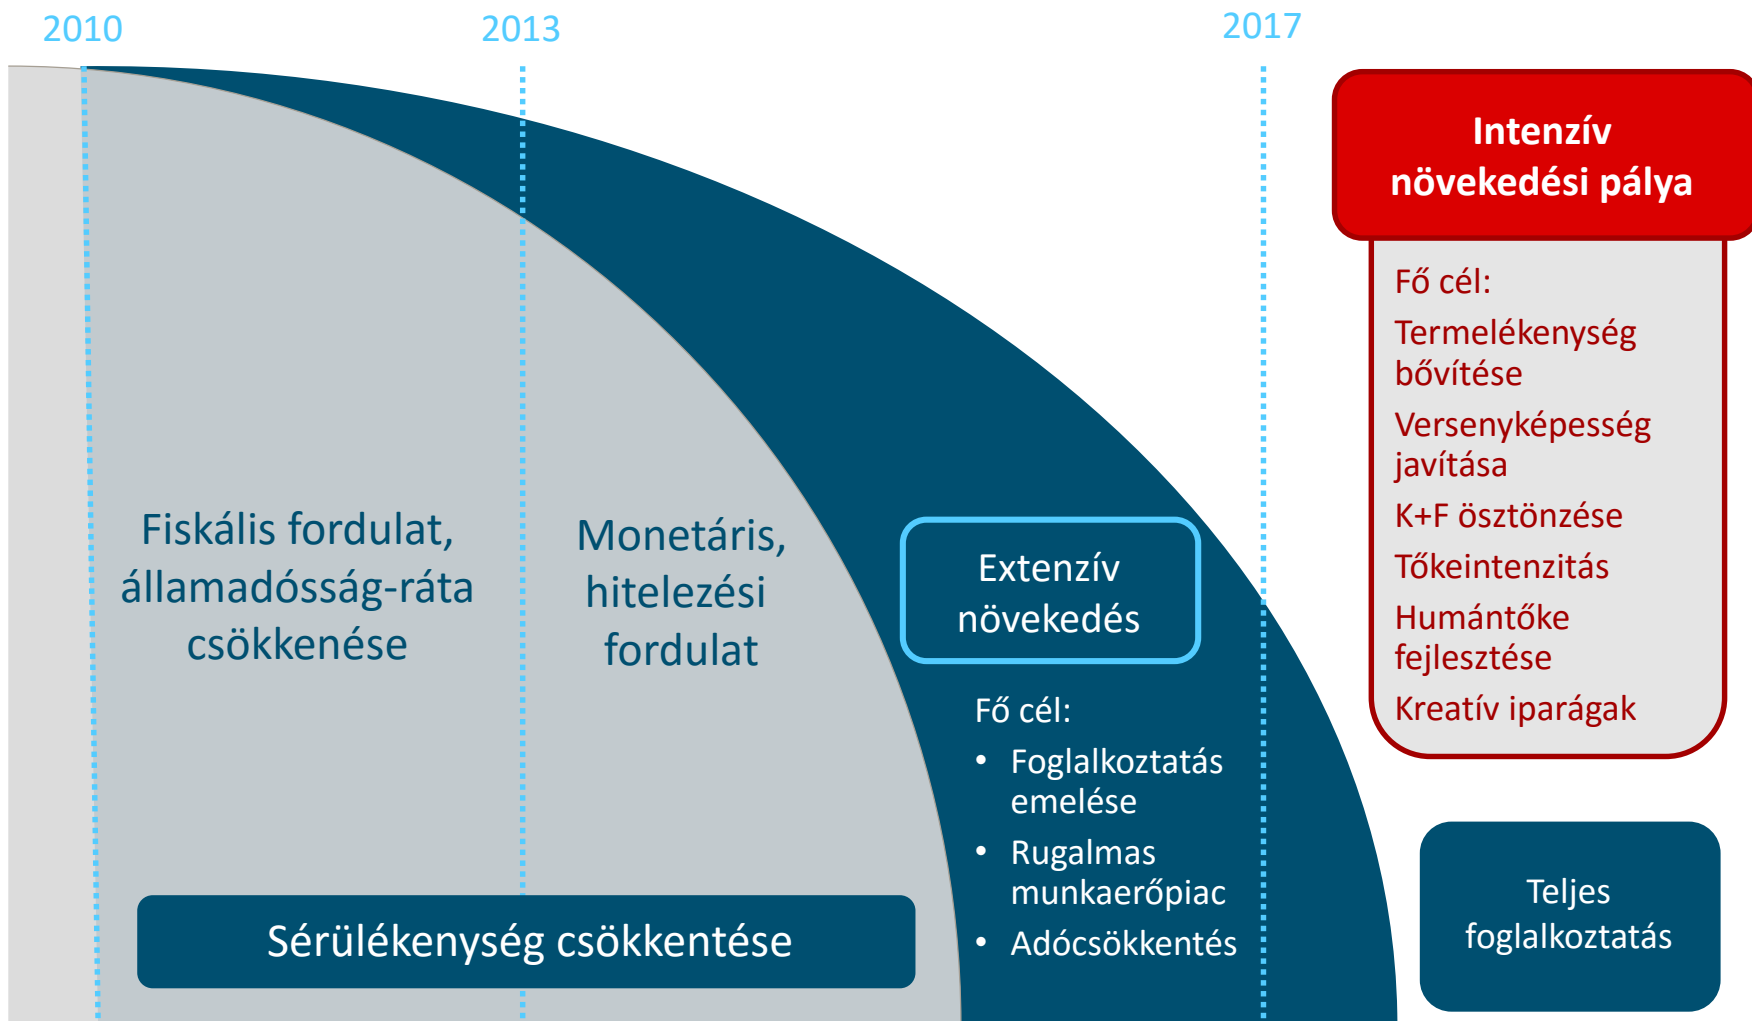 2010
2013
2017
Intenzív
növekedési pálya
Fő cél:
Termelékenység
bővítése
Versenyképesség
javítása
K+F ösztönzése
Tőkeintenzitás
Humántőke
fejlesztése
Kreatív iparágak
Fiskális fordulat,
államadósság-ráta
csökkenése
Monetáris,
hitelezési
fordulat
Extenzív
növekedés
Fő cél:
• Foglalkoztatás
emelése
• Rugalmas
munkaerőpiac
• Adócsökkentés
Sérülékenység csökkentése
Teljes
foglalkoztatás